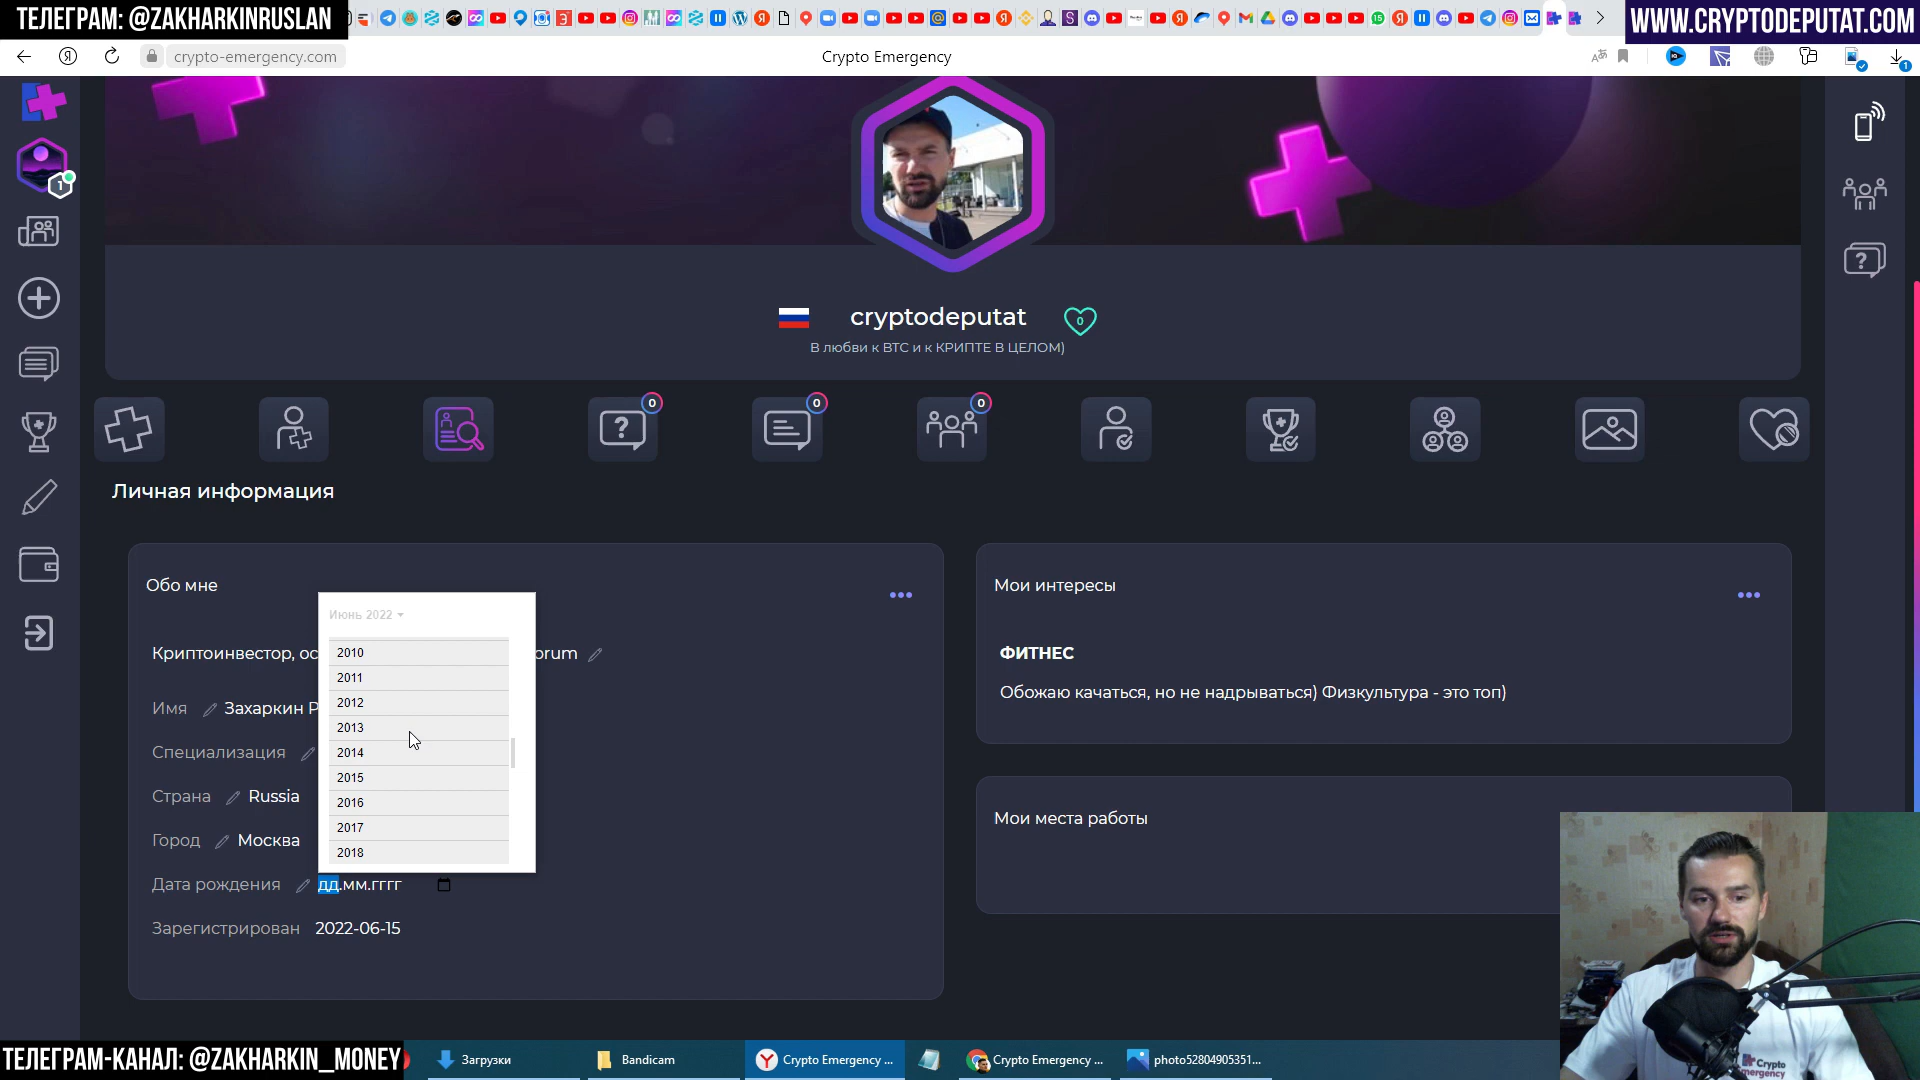 ТЕЛЕГРАМ: @ZAKHARKINRUSLAN
WWW.CRYPTODEPUTAT.COM
crypto-emergency.com
Crypto Emergency
1
1
cryptodeputat
0
В любви к BTC и к КРИПТЕ В ЦЕЛОМ)
0
0
0
Личная информация
Обо мне
Июнь 2022
2010
2011
2012
2013
2014
2015
2016
2017
2018
Криптоинвестор, ос
orum
Имя
Захаркин Р
Специализация
Страна
Russia
Город
Москва
Дата рождения
дд.мм.гггг
Зарегистрирован
2022-06-15
Мои интересы
ФИТНЕС
Обожаю качаться, но не надрываться) Физкультура - это топ)
Мои места работы
Crypto
mergency
ТЕЛЕГРАМ-КАНАЛ: @ZAKHARKIN_MONEY
Загрузки
Bandicam
Crypto Emergency ...
Crypto Emergency ...
photo52804905351...